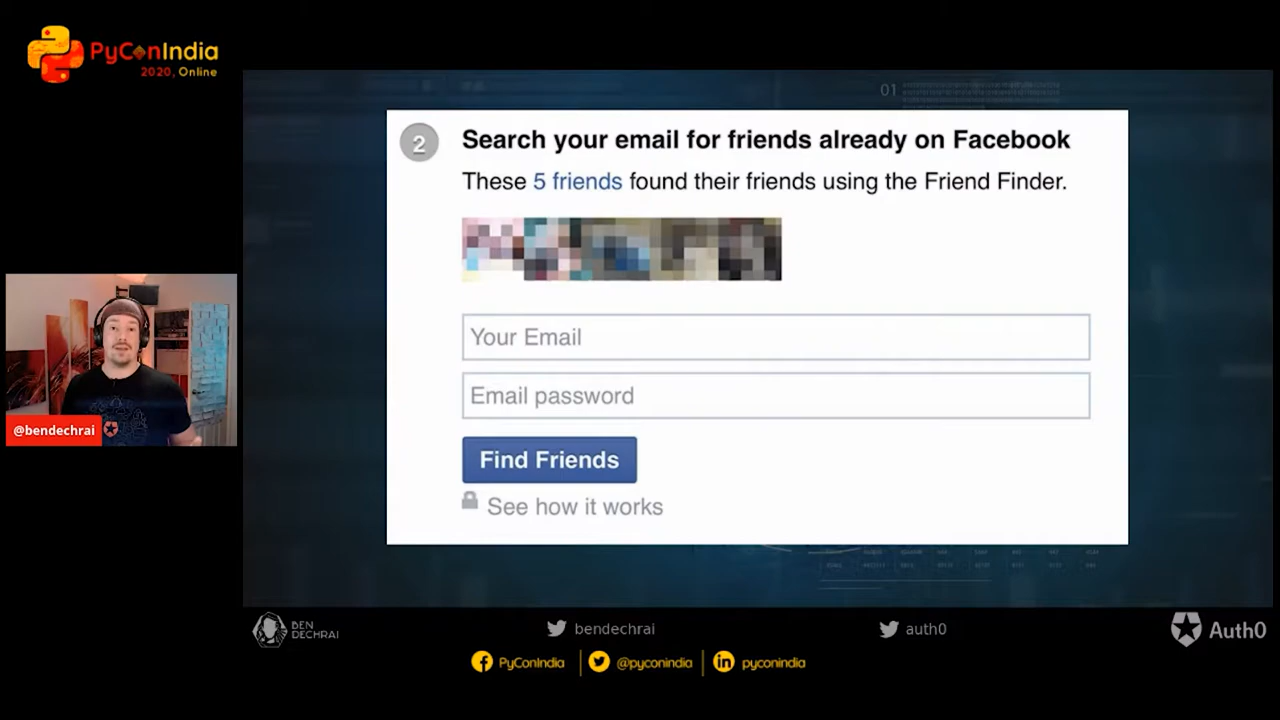 PyConIndia
2020, Online
01
2
Search your email for friends already on Facebook
These 5 friends found their friends using the Friend Finder.
Your Email
Email password
Find Friends
See how it works
@bendechrai
BEN
DECHRAI
bendechrai
auth0
Auth0
PyConIndia
@pyconindia
pyconindia